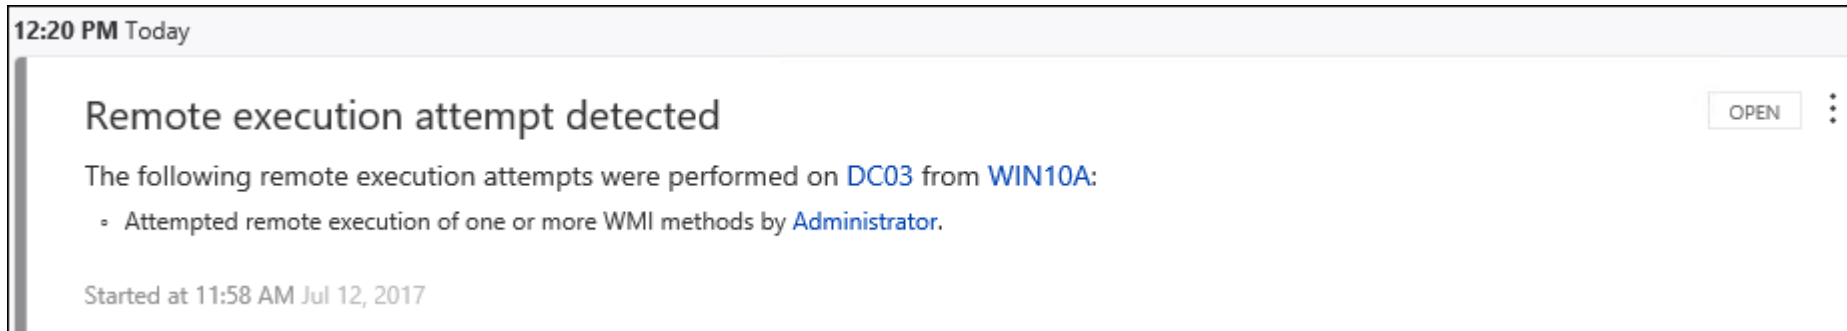 12:20 PM Today
Remote execution attempt detected
OPEN
The following remote execution attempts were performed on DC03 from WIN10A:
◦ Attempted remote execution of one or more WMI methods by Administrator.
Started at 11:58 AM Jul 12, 2017